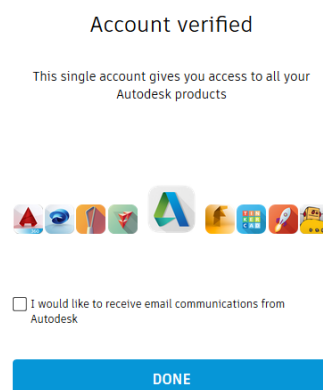 Account verified
This single account gives you access to all your
Autodesk products
I would like to receive email communications from
Autodesk
DONE